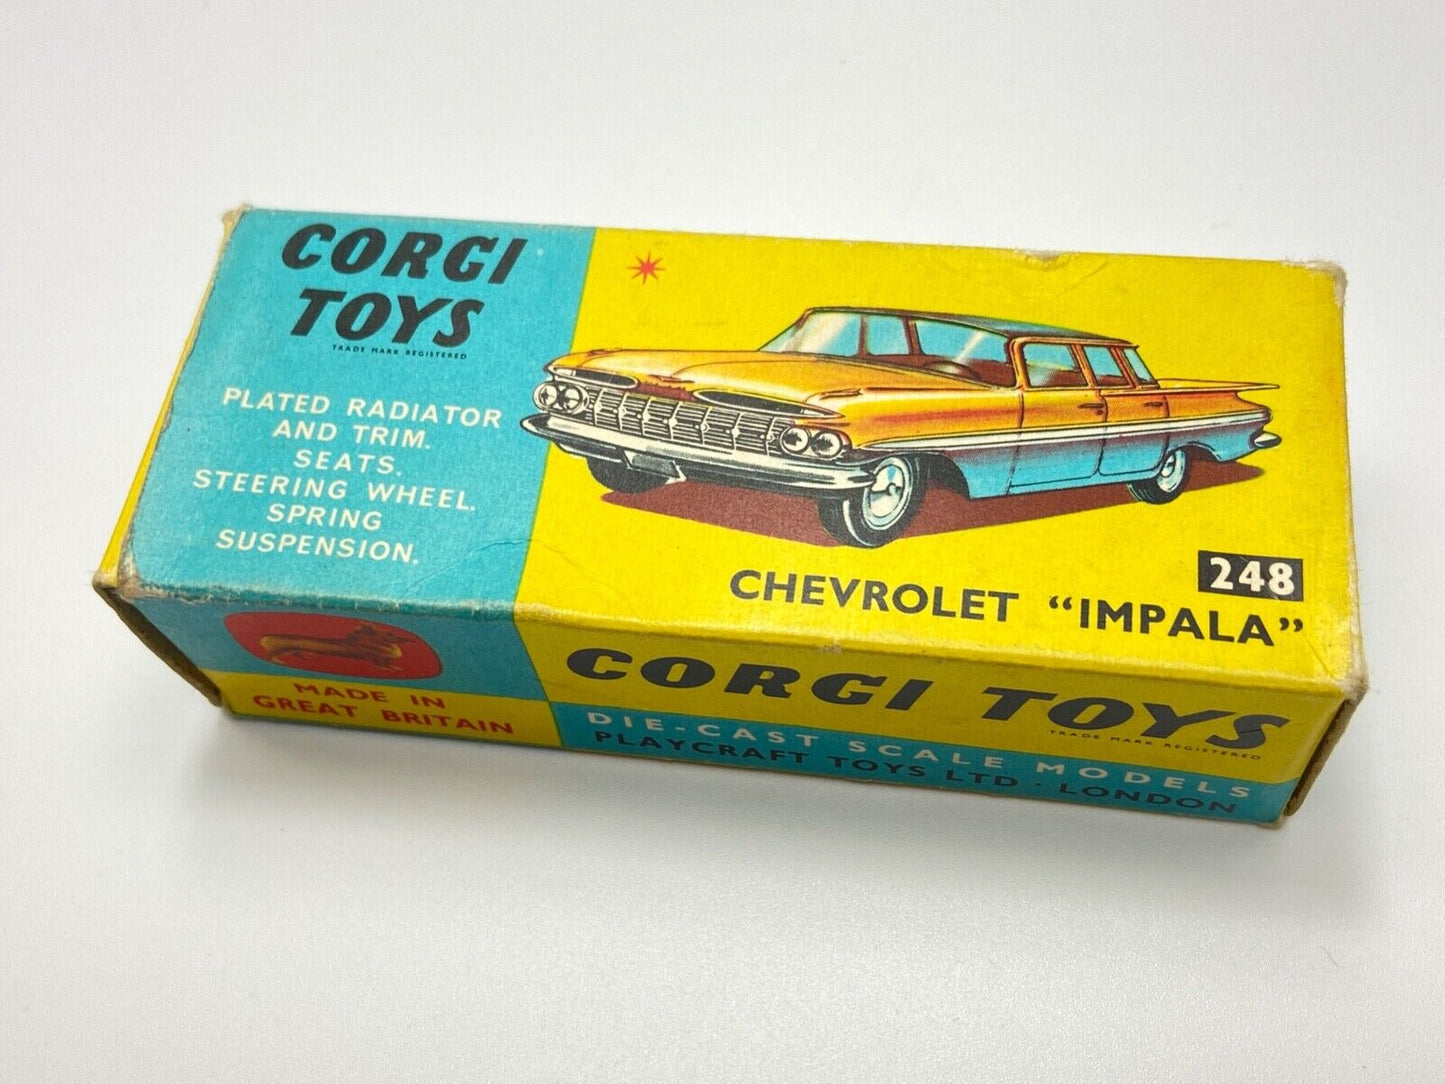 CORGI
TOYS
TRADE MARK REGISTERED
PLATED RADIATOR
AND TRIM.
SEATS.
STEERING WHEEL.
SPRING
SUSPENSION.
248
CHEVROLET “IMPALA”
MADE IN
GREAT BRITAIN
CORGI TOYS
TRADE MARK REGISTERED
DIE-CAST SCALE MODELS
PLAYCRAFT TOYS LTD · LONDON